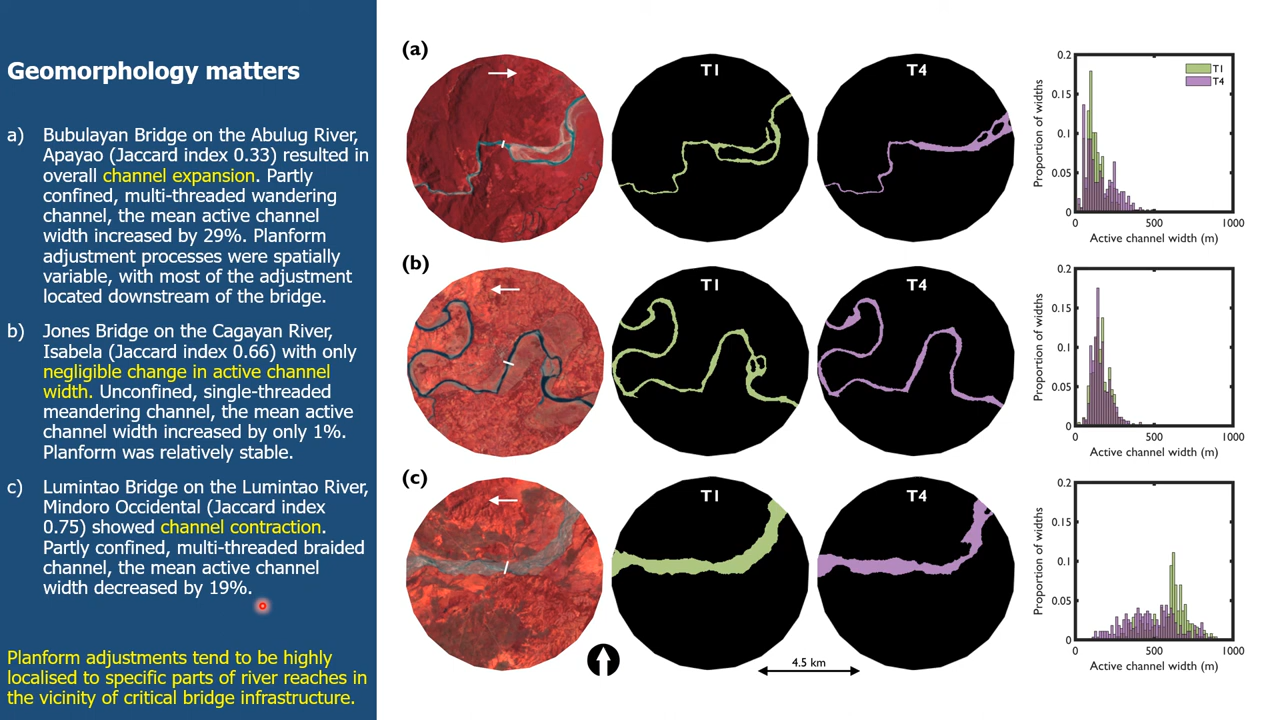 Geomorphology matters
a) Bubulayan Bridge on the Abulug River,
Apayao (Jaccard index 0.33) resulted in
overall channel expansion. Partly
confined, multi-threaded wandering
channel, the mean active channel
width increased by 29%. Planform
adjustment processes were spatially
variable, with most of the adjustment
located downstream of the bridge.
b) Jones Bridge on the Cagayan River,
Isabela (Jaccard index 0.66) with only
negligible change in active channel
width. Unconfined, single-threaded
meandering channel, the mean active
channel width increased by only 1%.
Planform was relatively stable.
c) Lumintao Bridge on the Lumintao River,
Mindoro Occidental (Jaccard index
0.75) showed channel contraction.
Partly confined, multi-threaded braided
channel, the mean active channel
width decreased by 19%.
Planform adjustments tend to be highly
localised to specific parts of river reaches in
the vicinity of critical bridge infrastructure.
(a)
T1
T4
Proportion of widths
0.2
0.15
0.1
0.05
0
T1
T4
0 500 1000
Active channel width (m)
(b)
T1
T4
Proportion of widths
0.2
0.15
0.1
0.05
0
0 500 1000
Active channel width (m)
(c)
T1
T4
Proportion of widths
0.2
0.15
0.1
0.05
0
0 500 1000
Active channel width (m)
4.5 km